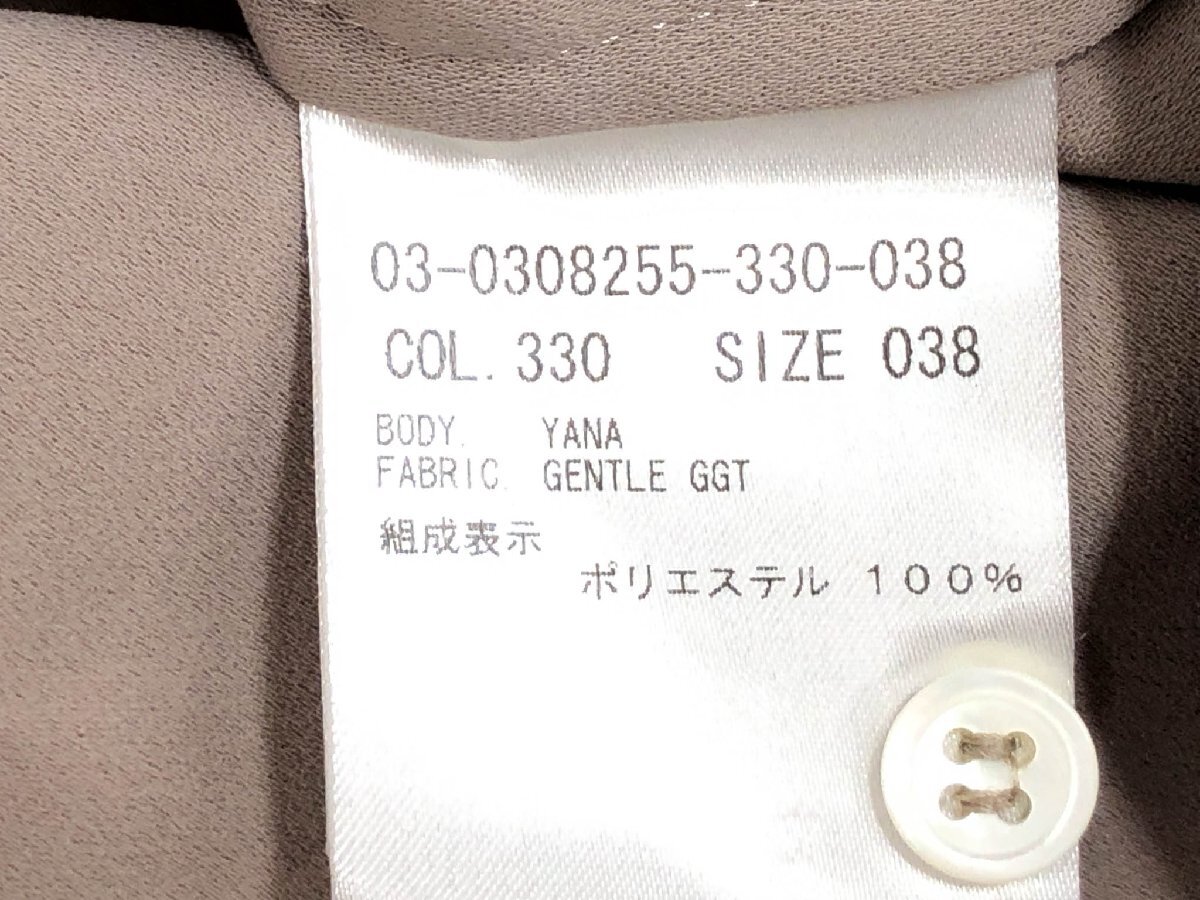 03-0308255-330-038
COL. 330 SIZE 038
BODY. YANA
FABRIC. GENTLE GGT
組成表示
ポリエステル 100%